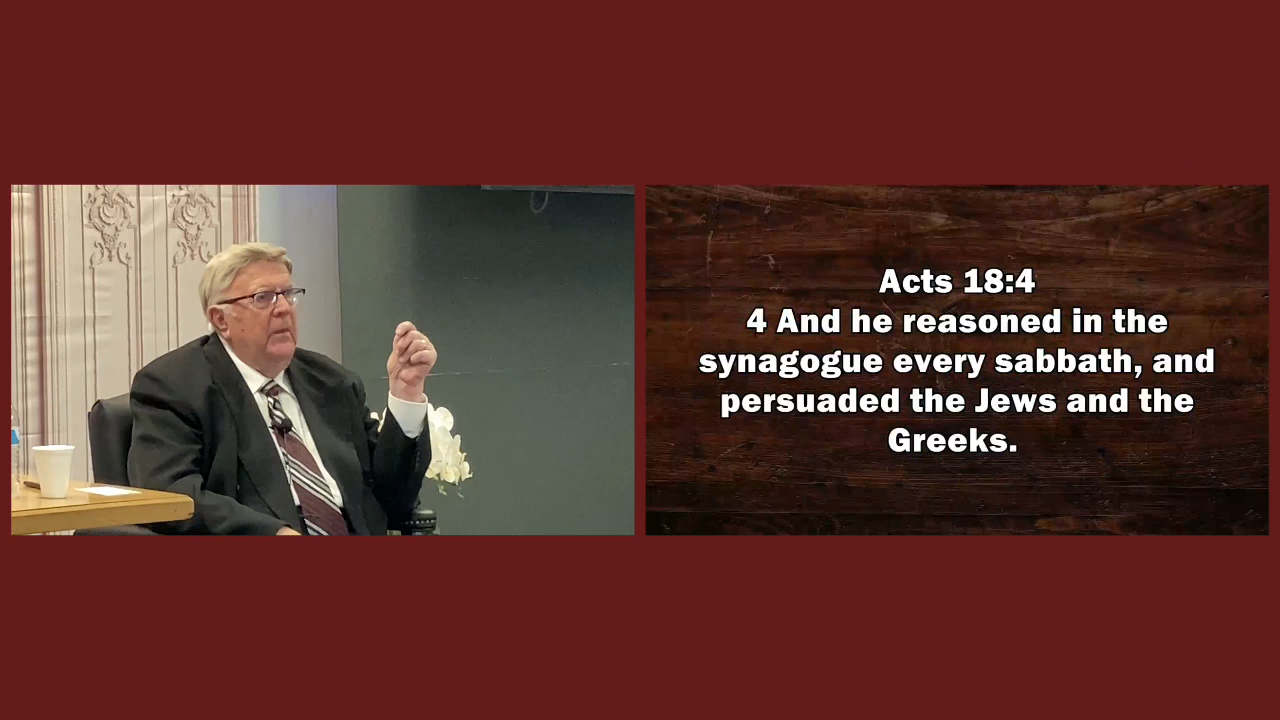 Acts 18:4
4 And he reasoned in the
synagogue every sabbath, and
persuaded the Jews and the
Greeks.